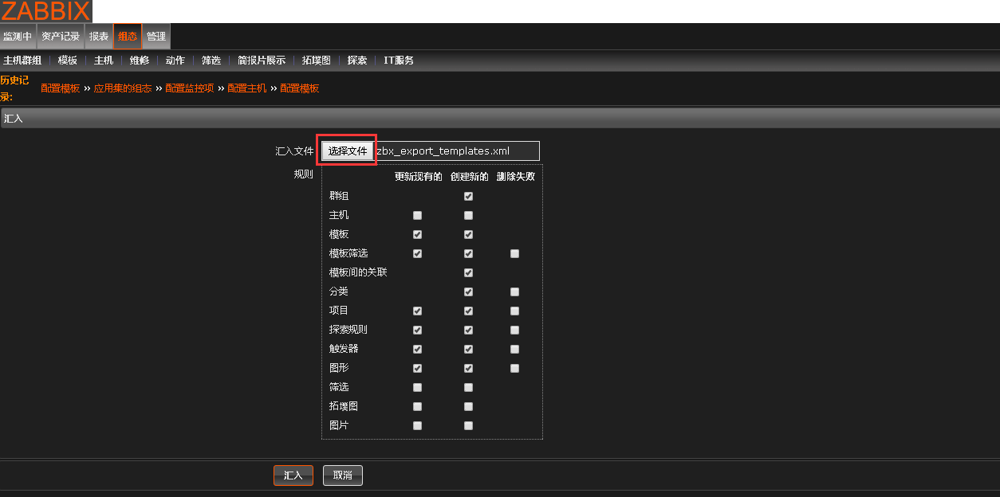 ZABBIX
监测中 资产记录 报表 组态 管理
主机群组 模板 主机 维修 动作 筛选 简报片展示 拓墣图 探索 IT服务
历史记录: 配置模板 » 应用集的组态 » 配置监控项 » 配置主机 » 配置模板
汇入
汇入文件 选择文件 zbx_export_templates.xml
规则 更新现有的 创建新的 删除失败
群组
主机
模板
模板筛选
模板间的关联
分类
项目
探索规则
触发器
图形
筛选
拓墣图
图片
汇入 取消